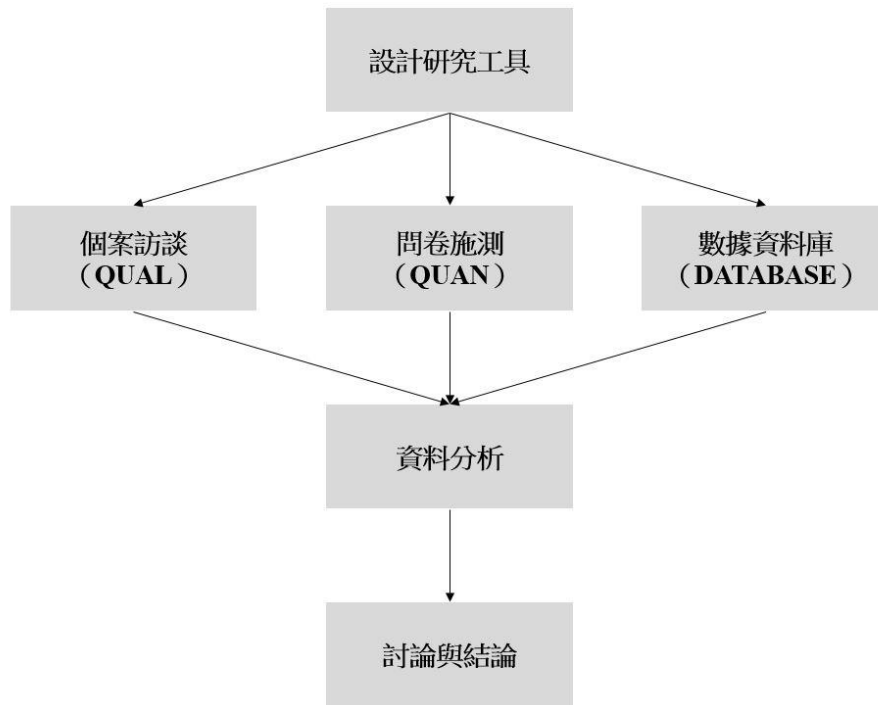 設計研究工具
個案訪談
（QUAL）
問卷施測
（QUAN）
數據資料庫
（DATABASE）
資料分析
討論與結論